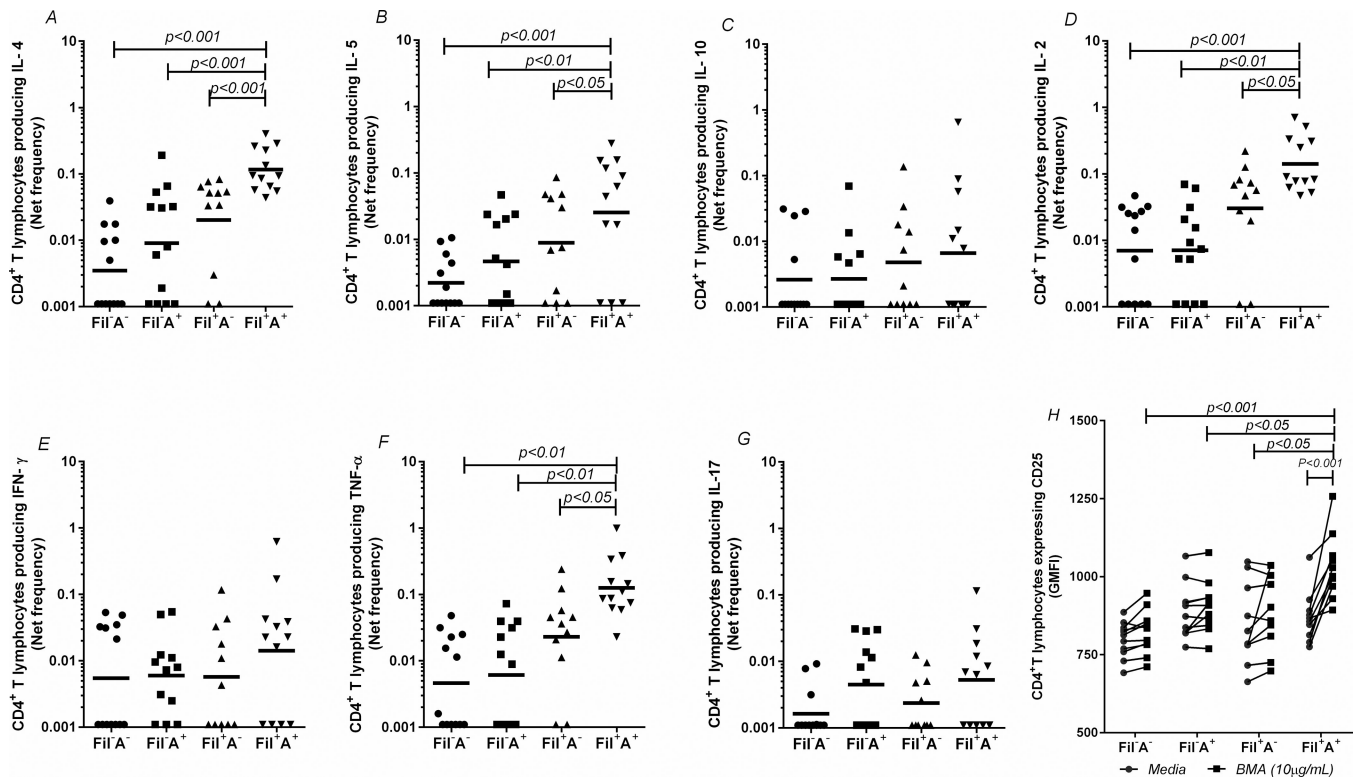 A
CD4⁺ T lymphocytes producing IL- 4
(Net frequency)
10
1
0.1
0.01
0.001
p<0.001
p<0.001
p<0.001
Fil⁻A⁻ Fil⁻A⁺ Fil⁺A⁻ Fil⁺A⁺
B
CD4⁺ T lymphocytes producing IL- 5
(Net frequency)
10
1
0.1
0.01
0.001
p<0.001
p<0.01
p<0.05
Fil⁻A⁻ Fil⁻A⁺ Fil⁺A⁻ Fil⁺A⁺
C
CD4⁺ T lymphocytes producing IL- 10
(Net frequency)
10
1
0.1
0.01
0.001
Fil⁻A⁻ Fil⁻A⁺ Fil⁺A⁻ Fil⁺A⁺
D
CD4⁺ T lymphocytes producing IL- 2
(Net frequency)
10
1
0.1
0.01
0.001
p<0.001
p<0.01
p<0.05
Fil⁻A⁻ Fil⁻A⁺ Fil⁺A⁻ Fil⁺A⁺
E
CD4⁺ T lymphocytes producing IFN- γ
(Net frequency)
10
1
0.1
0.01
0.001
Fil⁻A⁻ Fil⁻A⁺ Fil⁺A⁻ Fil⁺A⁺
F
CD4⁺ T lymphocytes producing TNF-α
(Net frequency)
10
1
0.1
0.01
0.001
p<0.01
p<0.01
p<0.05
Fil⁻A⁻ Fil⁻A⁺ Fil⁺A⁻ Fil⁺A⁺
G
CD4⁺ T lymphocytes producing IL-17
(Net frequency)
10
1
0.1
0.01
0.001
Fil⁻A⁻ Fil⁻A⁺ Fil⁺A⁻ Fil⁺A⁺
H
CD4⁺T lymphocytes expressing CD25
(GMFI)
1500
1250
1000
750
500
p<0.001
p<0.05
p<0.05
P<0.001
Fil⁻A⁻ Fil⁻A⁺ Fil⁺A⁻ Fil⁺A⁺
Media BMA (10µg/mL)